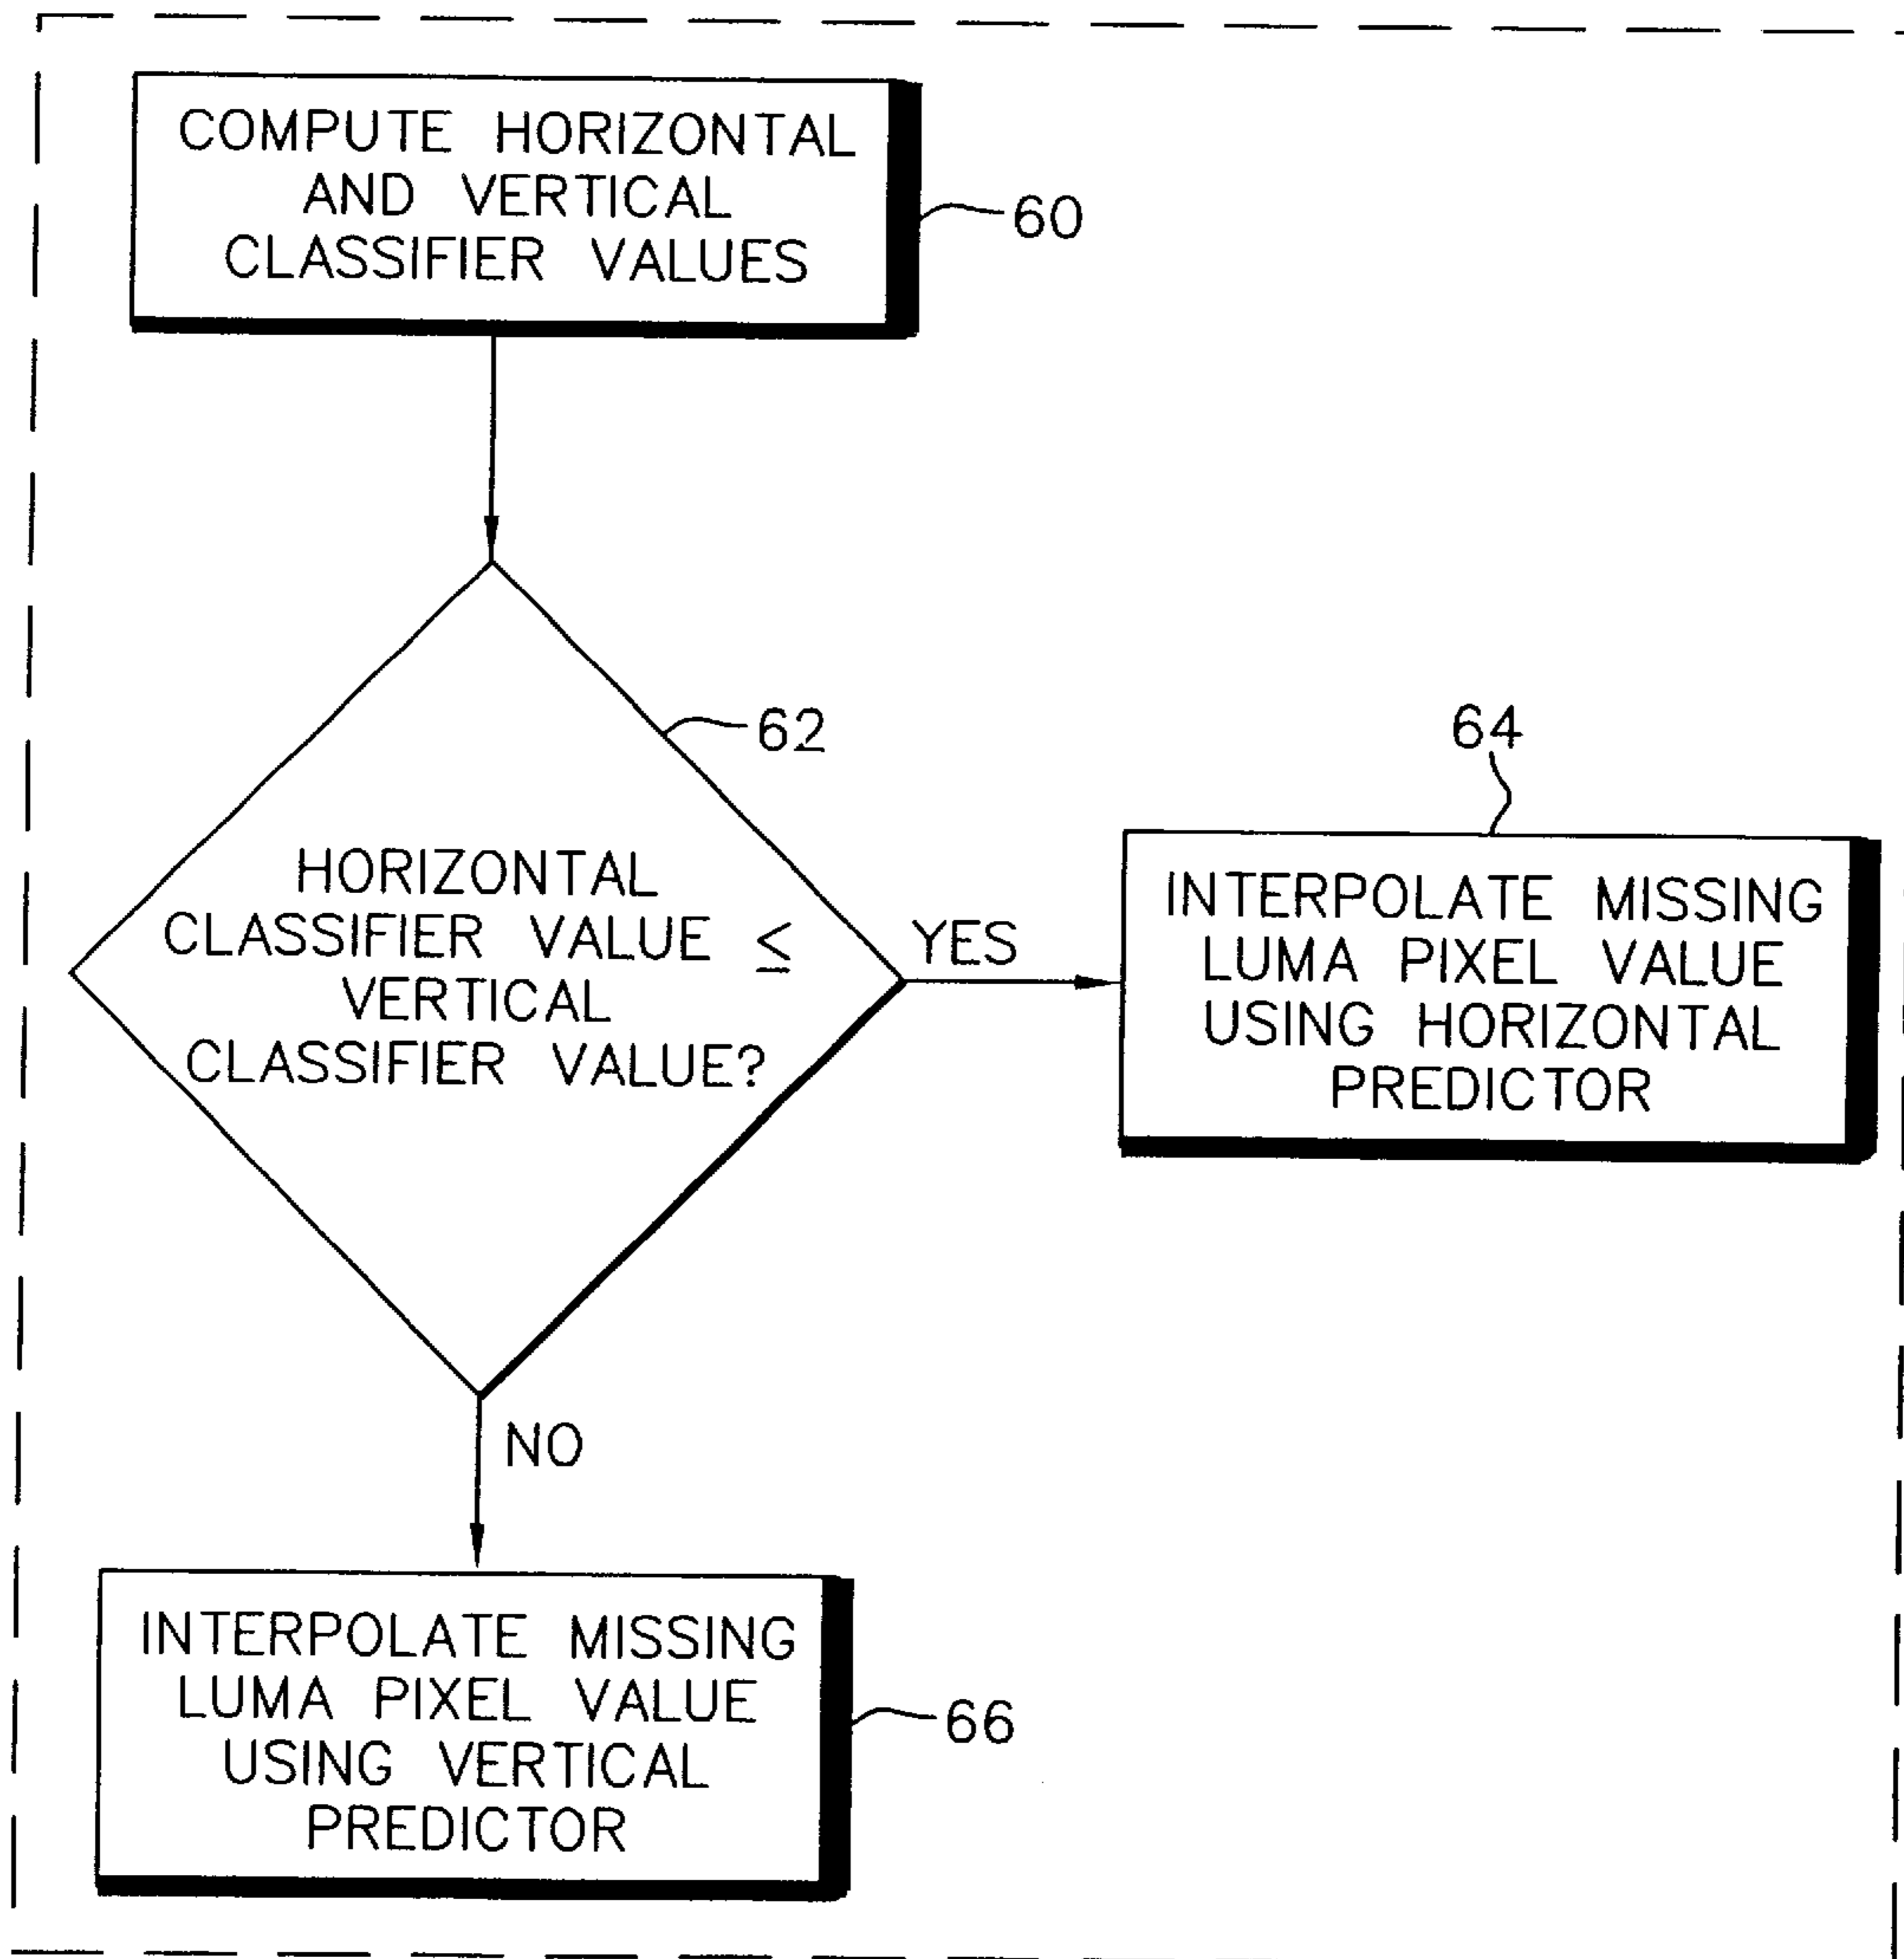 COMPUTE HORIZONTAL
AND VERTICAL
CLASSIFIER VALUES
60
62
HORIZONTAL
CLASSIFIER VALUE ≤
VERTICAL
CLASSIFIER VALUE?
YES
64
INTERPOLATE MISSING
LUMA PIXEL VALUE
USING HORIZONTAL
PREDICTOR
NO
INTERPOLATE MISSING
LUMA PIXEL VALUE
USING VERTICAL
PREDICTOR
66